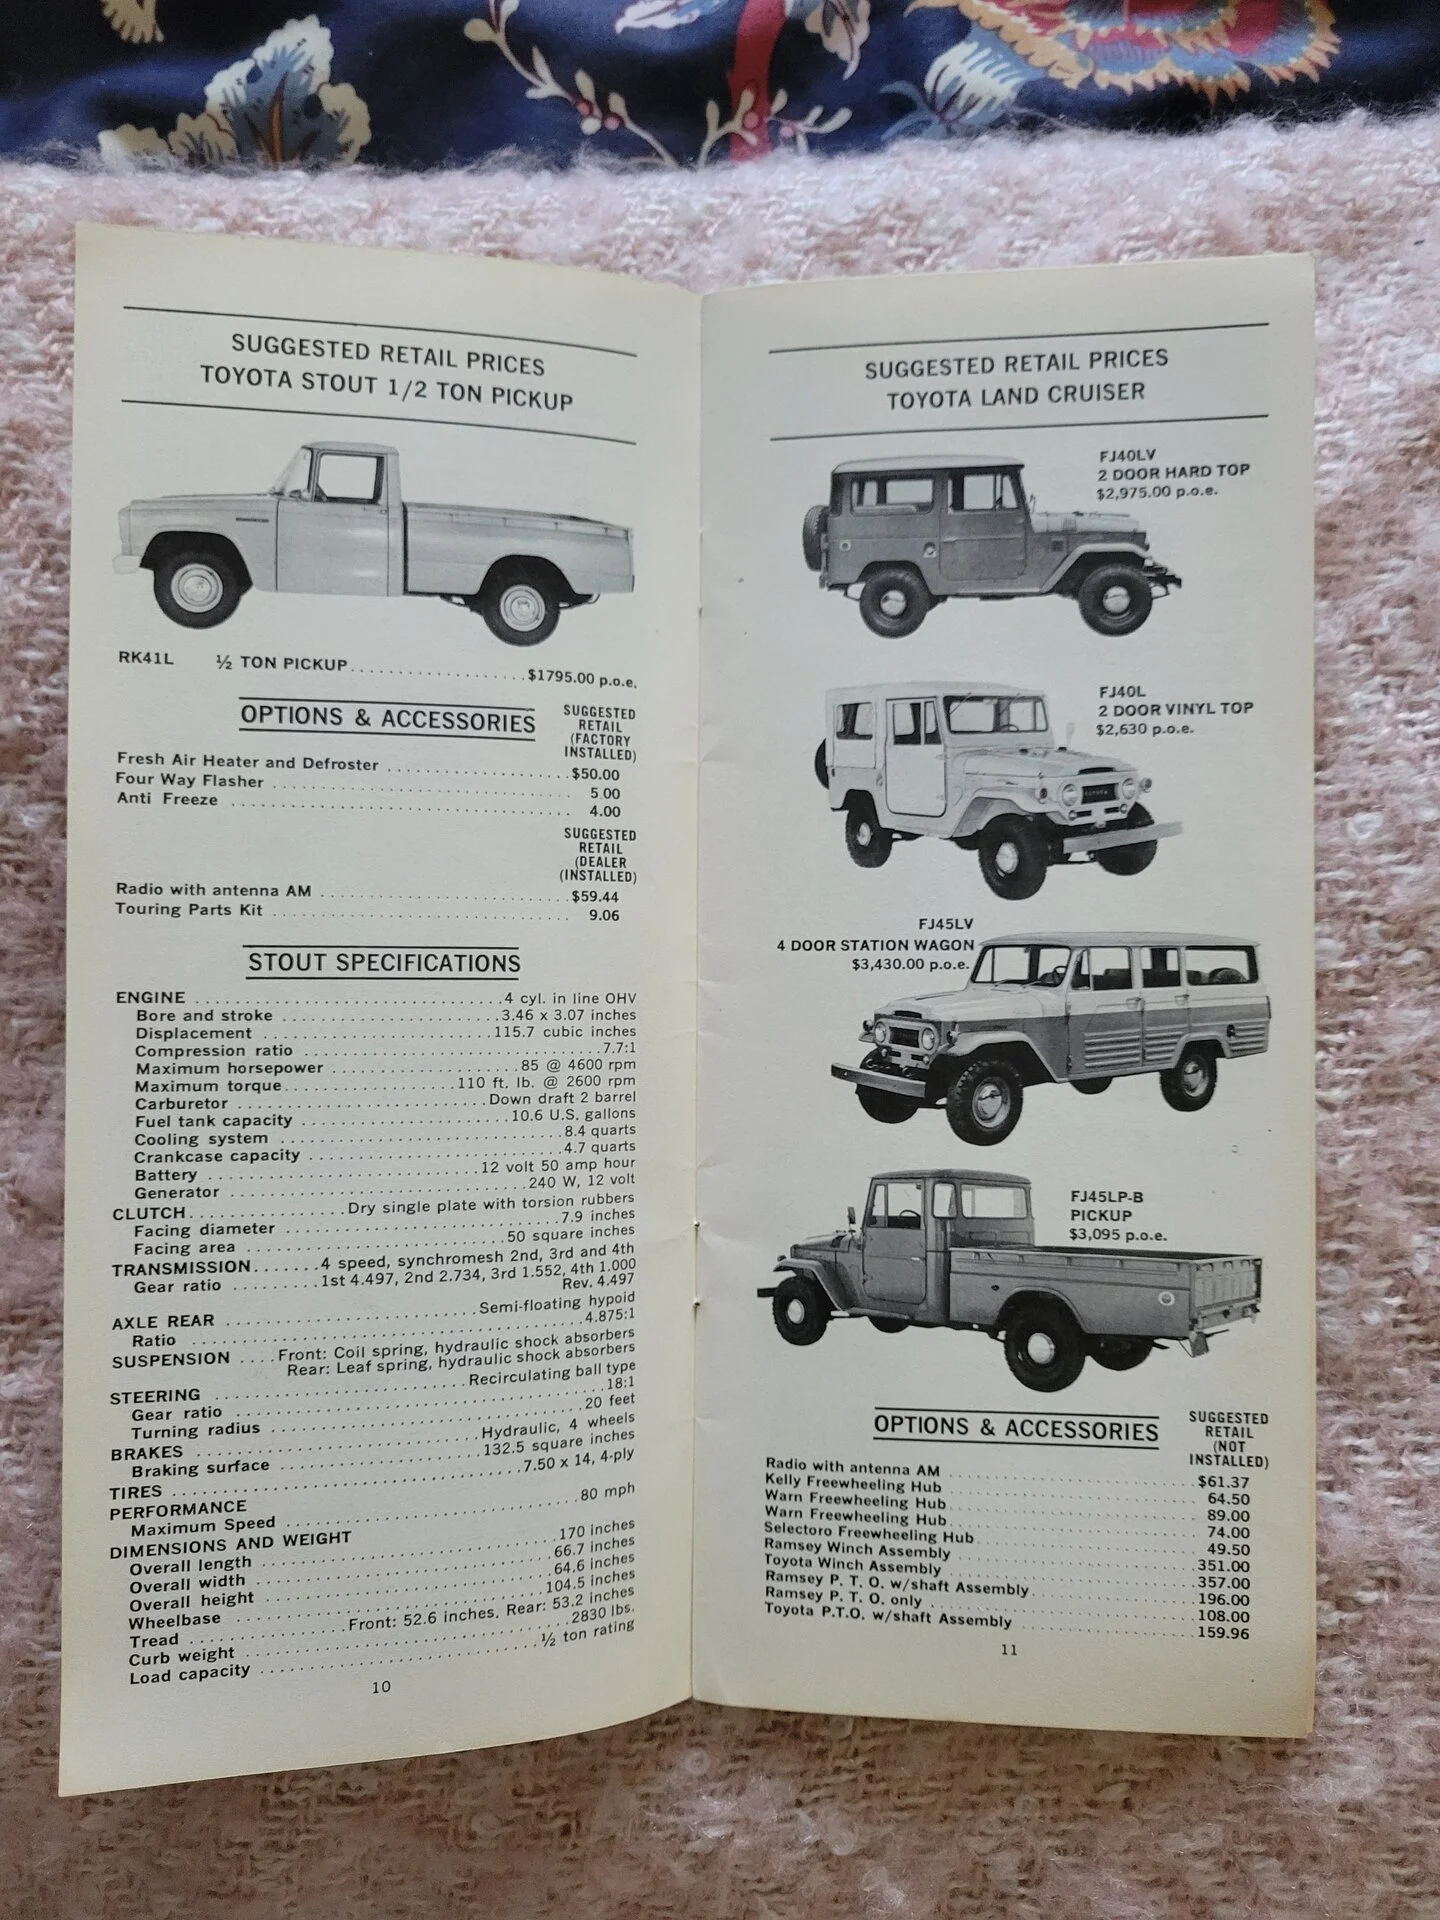 SUGGESTED RETAIL PRICES
TOYOTA STOUT 1/2 TON PICKUP
RK41L ½ TON PICKUP....................$1795.00 p.o.e.
OPTIONS & ACCESSORIES
SUGGESTED
RETAIL
(FACTORY
INSTALLED)
Fresh Air Heater and Defroster ....................$50.00
Four Way Flasher .................... 5.00
Anti Freeze .................... 4.00
SUGGESTED
RETAIL
(DEALER
(INSTALLED)
Radio with antenna AM ....................$59.44
Touring Parts Kit .................... 9.06
STOUT SPECIFICATIONS
ENGINE ....................4 cyl. in line OHV
Bore and stroke ....................3.46 x 3.07 inches
Displacement ....................115.7 cubic inches
Compression ratio ....................7.7:1
Maximum horsepower ....................85 @ 4600 rpm
Maximum torque....................110 ft. lb. @ 2600 rpm
Carburetor ....................Down draft 2 barrel
Fuel tank capacity ....................10.6 U.S. gallons
Cooling system ....................8.4 quarts
Crankcase capacity ....................4.7 quarts
Battery ....................12 volt 50 amp hour
Generator ....................240 W, 12 volt
CLUTCH....................Dry single plate with torsion rubbers
Facing diameter ....................7.9 inches
Facing area ....................50 square inches
TRANSMISSION.......4 speed, synchromesh 2nd, 3rd and 4th
Gear ratio .........1st 4.497, 2nd 2.734, 3rd 1.552, 4th 1.000
Rev. 4.497
AXLE REAR ....................Semi-floating hypoid
Ratio ....................4.875:1
SUSPENSION ....Front: Coil spring, hydraulic shock absorbers
Rear: Leaf spring, hydraulic shock absorbers
STEERING ....................Recirculating ball type
Gear ratio ....................18:1
Turning radius ....................20 feet
BRAKES ....................Hydraulic, 4 wheels
Braking surface ....................132.5 square inches
TIRES ....................7.50 x 14, 4-ply
PERFORMANCE
Maximum Speed ....................80 mph
DIMENSIONS AND WEIGHT
Overall length ....................170 inches
Overall width ....................66.7 inches
Overall height ....................64.6 inches
Wheelbase ....................104.5 inches
Tread ....................Front: 52.6 inches. Rear: 53.2 inches
Curb weight ....................2830 lbs.
Load capacity ....................½ ton rating
10
SUGGESTED RETAIL PRICES
TOYOTA LAND CRUISER
FJ40LV
2 DOOR HARD TOP
$2,975.00 p.o.e.
FJ40L
2 DOOR VINYL TOP
$2,630 p.o.e.
TOYOTA
FJ45LV
4 DOOR STATION WAGON
$3,430.00 p.o.e.
FJ45LP-B
PICKUP
$3,095 p.o.e.
OPTIONS & ACCESSORIES
SUGGESTED
RETAIL
(NOT
INSTALLED)
Radio with antenna AM ....................$61.37
Kelly Freewheeling Hub.................... 64.50
Warn Freewheeling Hub.................... 89.00
Warn Freewheeling Hub.................... 74.00
Selectoro Freewheeling Hub.................... 49.50
Ramsey Winch Assembly ....................351.00
Toyota Winch Assembly ....................357.00
Ramsey P. T. O. w/shaft Assembly....................196.00
Ramsey P. T. O. only ....................108.00
Toyota P.T.O. w/shaft Assembly ....................159.96
11